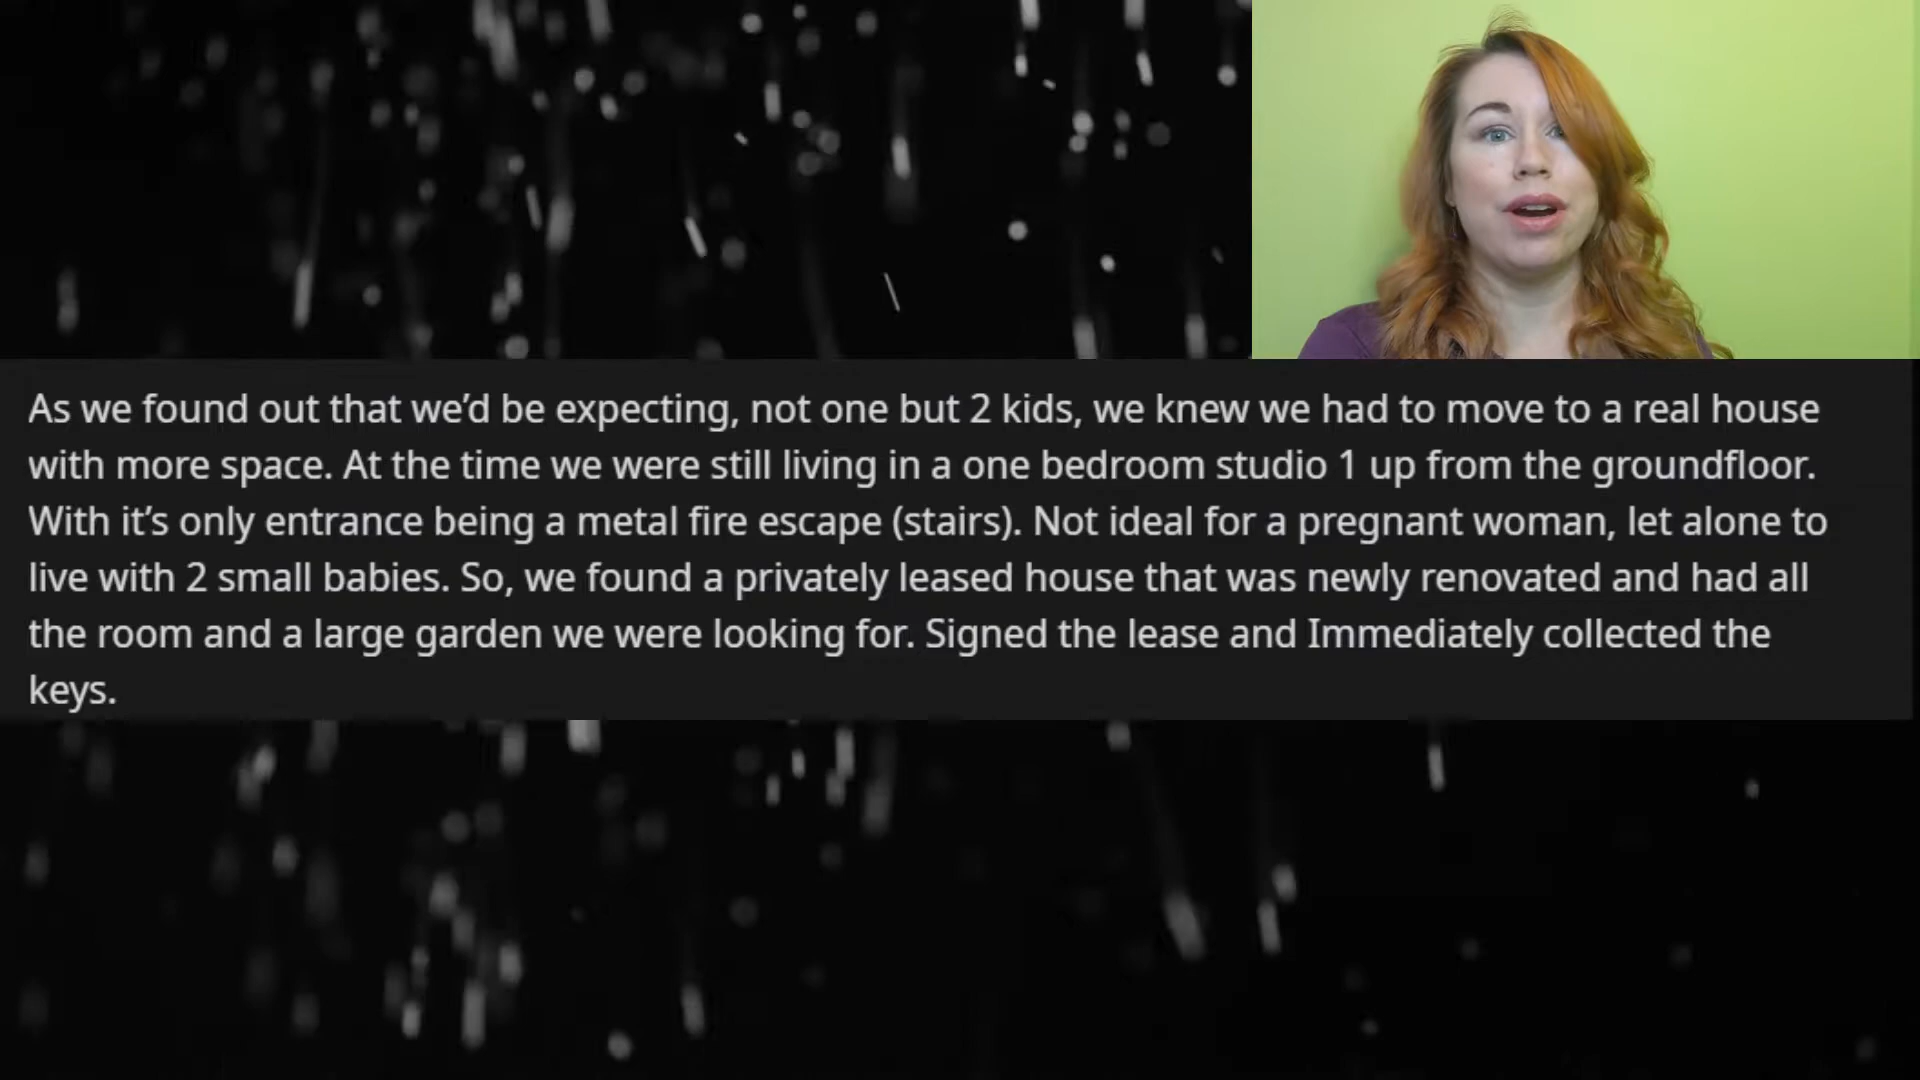 As we found out that we’d be expecting, not one but 2 kids, we knew we had to move to a real house
with more space. At the time we were still living in a one bedroom studio 1 up from the groundfloor.
With it’s only entrance being a metal fire escape (stairs). Not ideal for a pregnant woman, let alone to
live with 2 small babies. So, we found a privately leased house that was newly renovated and had all
the room and a large garden we were looking for. Signed the lease and Immediately collected the
keys.